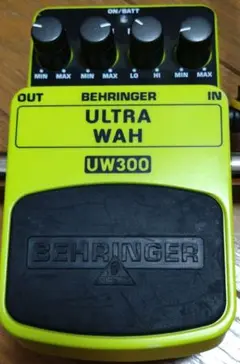 ON/BATT
MIN MAX MIN MAX LO HI MIN MAX
OUT BEHRINGER IN
ULTRA
WAH
UW300
BEHRINGER